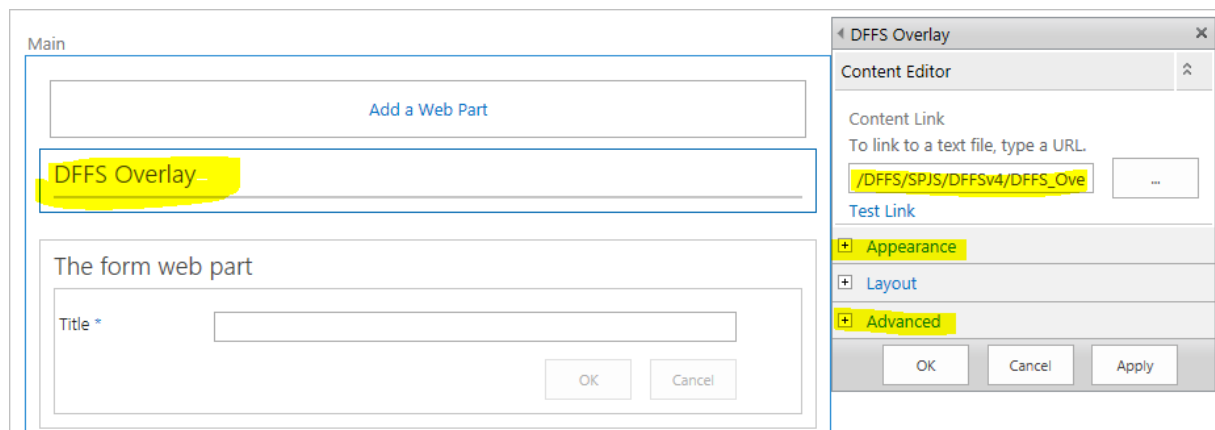 Main
Add a Web Part
DFFS Overlay
The form web part
Title *
OK Cancel
DFFS Overlay
Content Editor
Content Link
To link to a text file, type a URL.
/DFFS/SPJS/DFFSv4/DFFS_Ove ...
Test Link
Appearance
Layout
Advanced
OK Cancel Apply